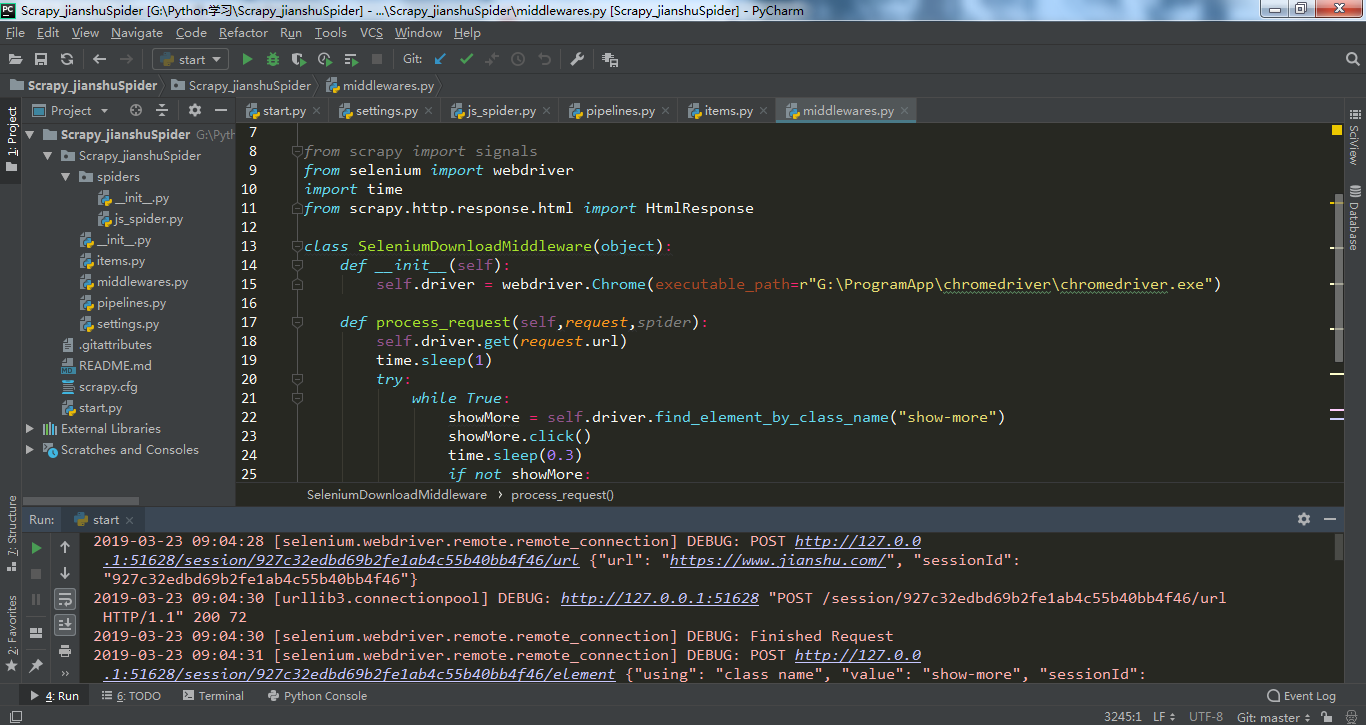 Scrapy_jianshuSpider [G:\Python学习\Scrapy_jianshuSpider] - ...\Scrapy_jianshuSpider\middlewares.py [Scrapy_jianshuSpider] - PyCharm
File Edit View Navigate Code Refactor Run Tools VCS Window Help
start Git:
Scrapy_jianshuSpider Scrapy_jianshuSpider middlewares.py
Project start.py settings.py js_spider.py pipelines.py items.py middlewares.py
1: Project
Scrapy_jianshuSpider G:\Pyth
Scrapy_jianshuSpider
spiders
__init__.py
js_spider.py
__init__.py
items.py
middlewares.py
pipelines.py
settings.py
.gitattributes
README.md
scrapy.cfg
start.py
External Libraries
Scratches and Consoles
7
8 from scrapy import signals
9 from selenium import webdriver
10 import time
11 from scrapy.http.response.html import HtmlResponse
12
13 class SeleniumDownloadMiddleware(object):
14 def __init__(self):
15 self.driver = webdriver.Chrome(executable_path=r"G:\ProgramApp\chromedriver\chromedriver.exe")
16
17 def process_request(self,request,spider):
18 self.driver.get(request.url)
19 time.sleep(1)
20 try:
21 while True:
22 showMore = self.driver.find_element_by_class_name("show-more")
23 showMore.click()
24 time.sleep(0.3)
25 if not showMore:
SeleniumDownloadMiddleware › process_request()
SciView
Database
7: Structure
2: Favorites
Run: start
2019-03-23 09:04:28 [selenium.webdriver.remote.remote_connection] DEBUG: POST http://127.0.0
.1:51628/session/927c32edbd69b2fe1ab4c55b40bb4f46/url {"url": "https://www.jianshu.com/", "sessionId":
"927c32edbd69b2fe1ab4c55b40bb4f46"}
2019-03-23 09:04:30 [urllib3.connectionpool] DEBUG: http://127.0.0.1:51628 "POST /session/927c32edbd69b2fe1ab4c55b40bb4f46/url
HTTP/1.1" 200 72
2019-03-23 09:04:30 [selenium.webdriver.remote.remote_connection] DEBUG: Finished Request
2019-03-23 09:04:31 [selenium.webdriver.remote.remote_connection] DEBUG: POST http://127.0.0
.1:51628/session/927c32edbd69b2fe1ab4c55b40bb4f46/element {"using": "class name", "value": "show-more", "sessionId":
4: Run 6: TODO Terminal Python Console Event Log
3245:1 LF UTF-8 Git: master